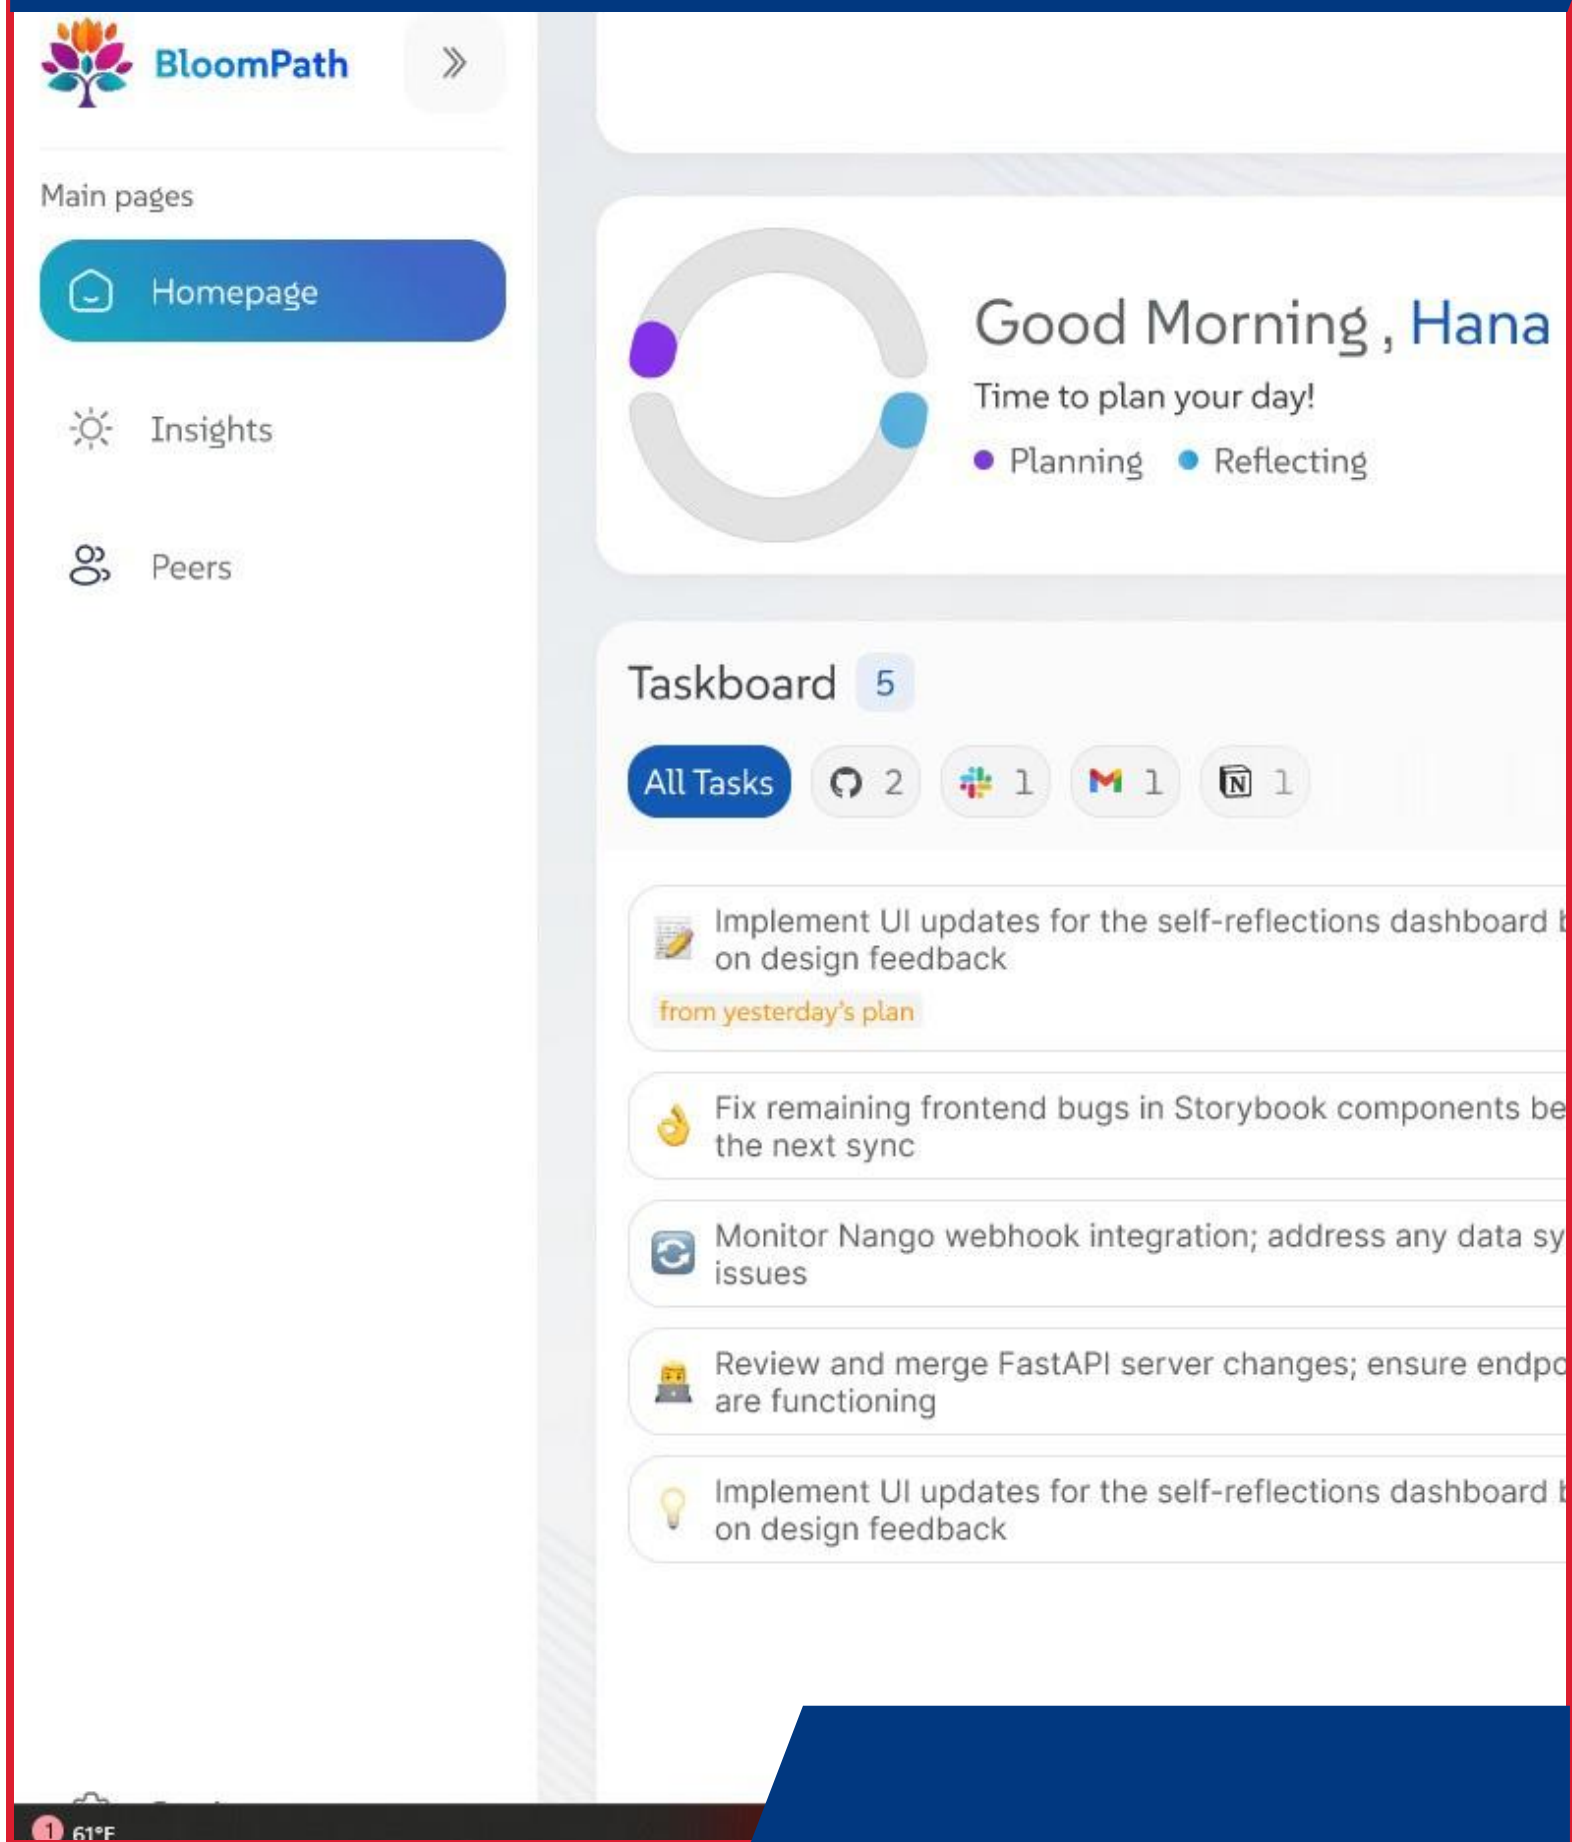 BloomPath
Main pages
Homepage
Insights
Peers
Good Morning , Hana
Time to plan your day!
Planning
Reflecting
Taskboard 5
All Tasks 2 1 1 1
Implement UI updates for the self-reflections dashboard
on design feedback
from yesterday's plan
Fix remaining frontend bugs in Storybook components be
the next sync
Monitor Nango webhook integration; address any data sy
issues
Review and merge FastAPI server changes; ensure endpo
are functioning
Implement UI updates for the self-reflections dashboard
on design feedback
1 61°F